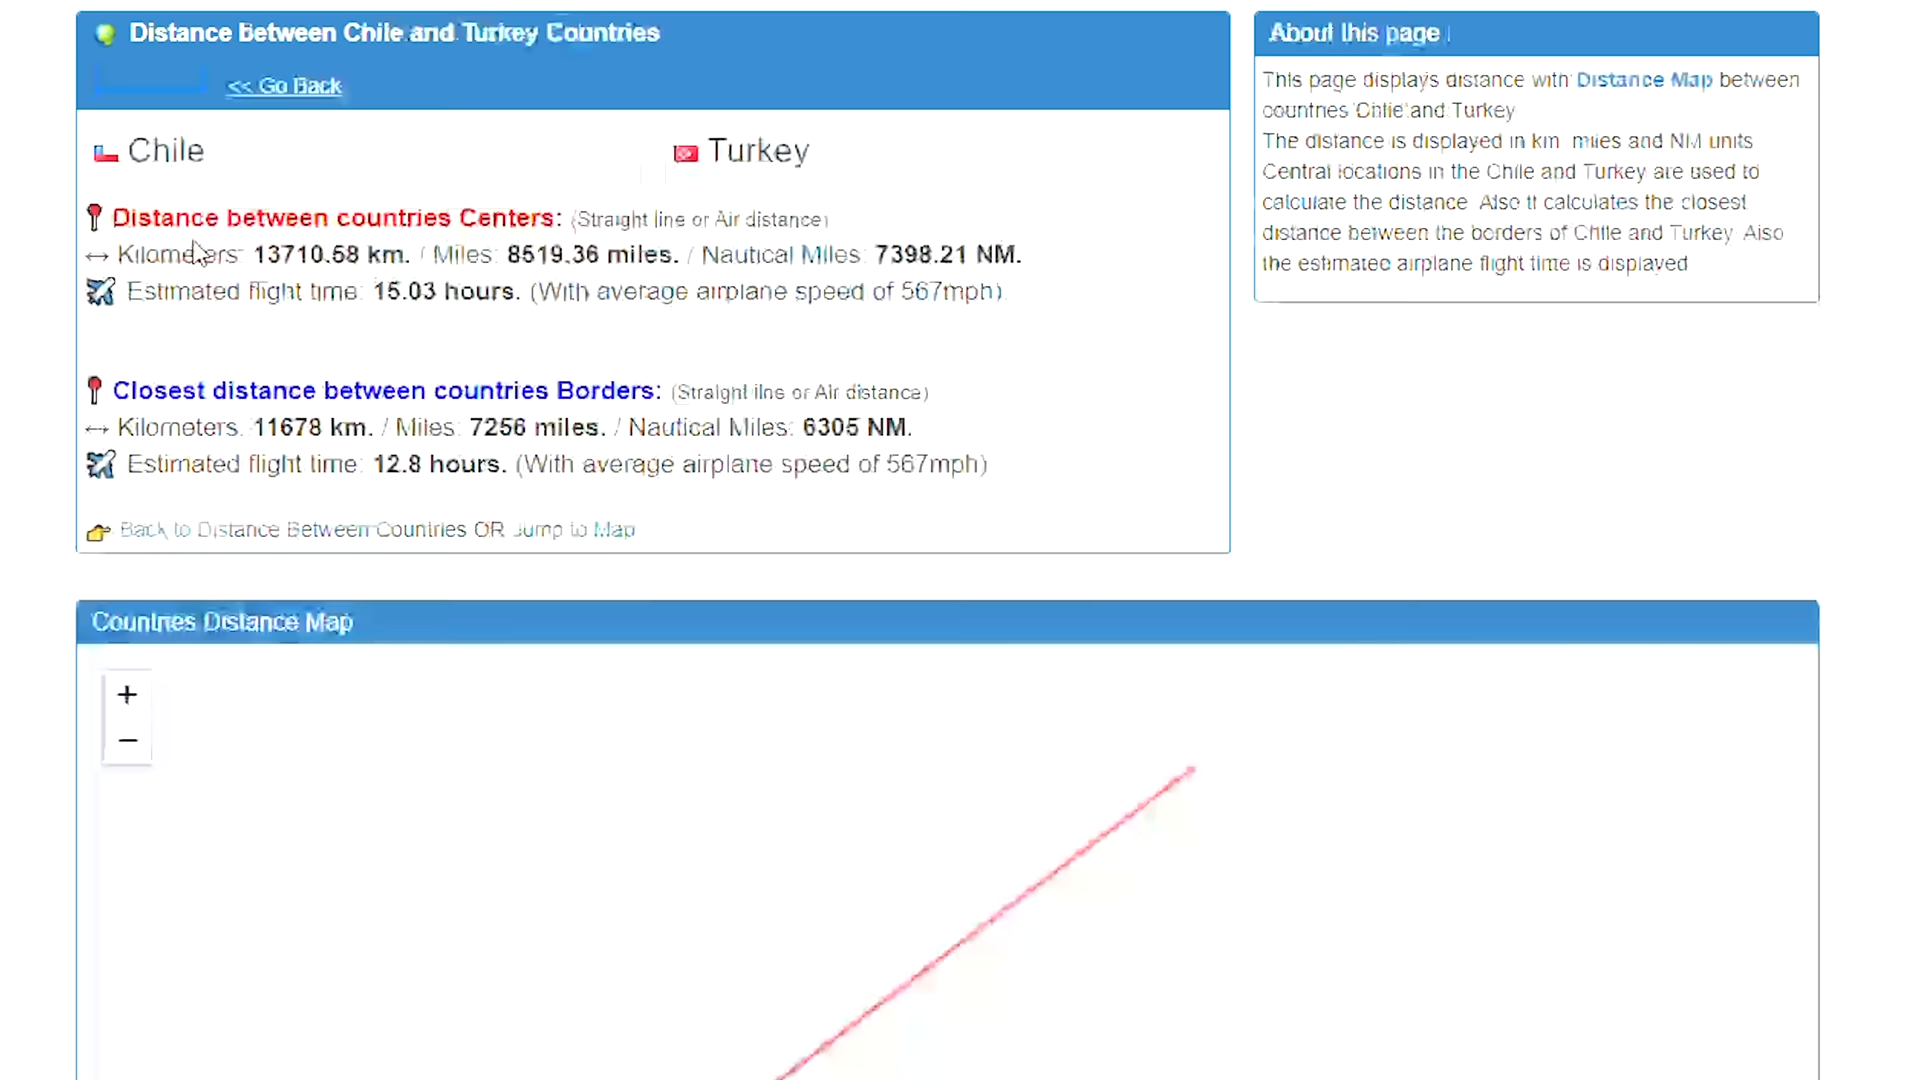 Distance Between Chile and Turkey Countries
<< Go Back
Chile
Turkey
Distance between countries Centers: (Straight line or Air distance)
Kilometers: 13710.58 km. / Miles: 8519.36 miles. / Nautical Miles: 7398.21 NM.
Estimated flight time: 15.03 hours. (With average airplane speed of 567mph)
Closest distance between countries Borders: (Straight line or Air distance)
Kilometers: 11678 km. / Miles: 7256 miles. / Nautical Miles: 6305 NM.
Estimated flight time: 12.8 hours. (With average airplane speed of 567mph)
Back to Distance Between Countries OR Jump to Map
About this page
This page displays distance with Distance Map between
countries Chile and Turkey
The distance is displayed in km miles and NM units
Central locations in the Chile and Turkey are used to
calculate the distance Also it calculates the closest
distance between the borders of Chile and Turkey Also
the estimated airplane flight time is displayed
Countries Distance Map
+
−